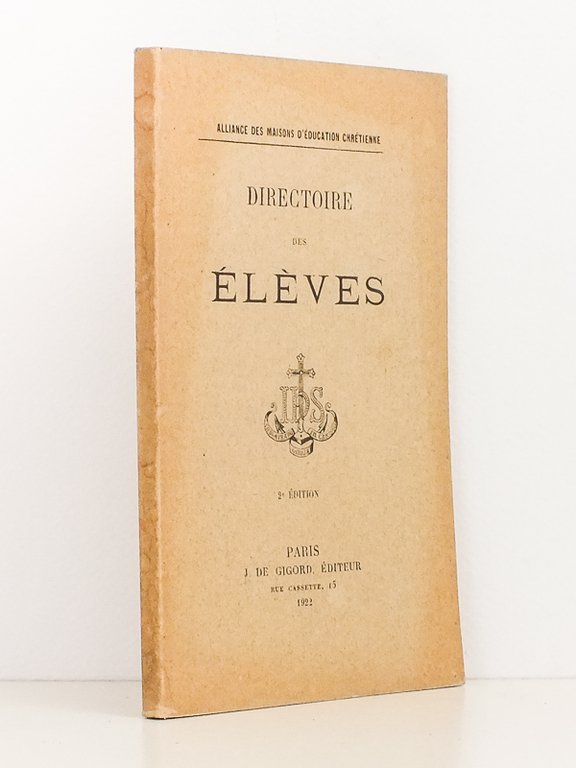 ALLIANCE DES MAISONS D'ÉDUCATION CHRÉTIENNE
DIRECTOIRE
DES
ÉLÈVES
IHS
2e ÉDITION
PARIS
J. DE GIGORD, ÉDITEUR
RUE CASSETTE, 15
1922